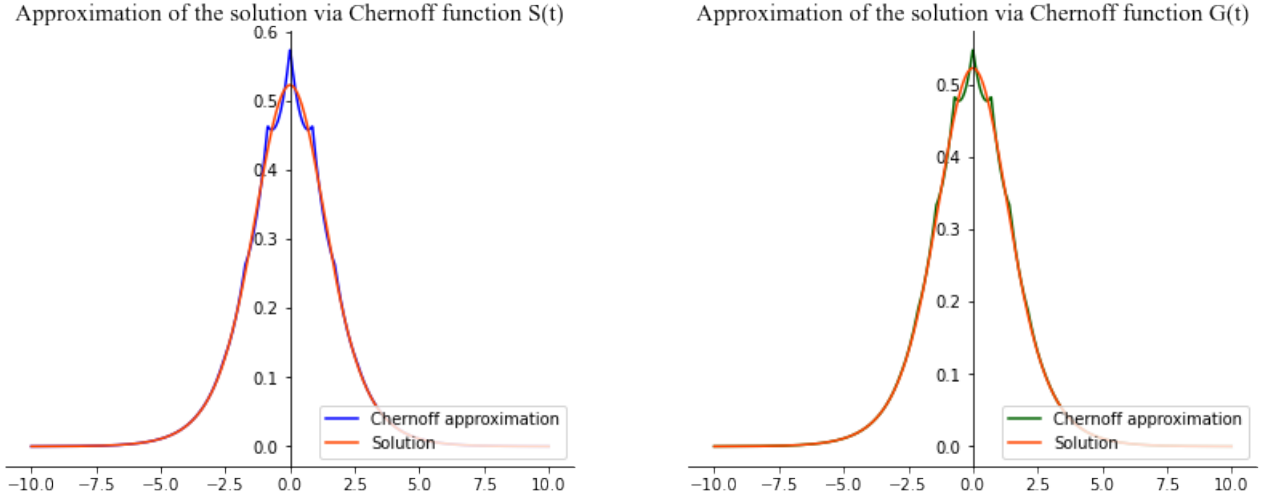 Approximation of the solution via Chernoff function S(t)
0.6
0.5
0.4
0.3
0.2
0.1
0.0
Chernoff approximation
Solution
−10.0 −7.5 −5.0 −2.5 0.0 2.5 5.0 7.5 10.0
Approximation of the solution via Chernoff function G(t)
0.5
0.4
0.3
0.2
0.1
0.0
Chernoff approximation
Solution
−10.0 −7.5 −5.0 −2.5 0.0 2.5 5.0 7.5 10.0